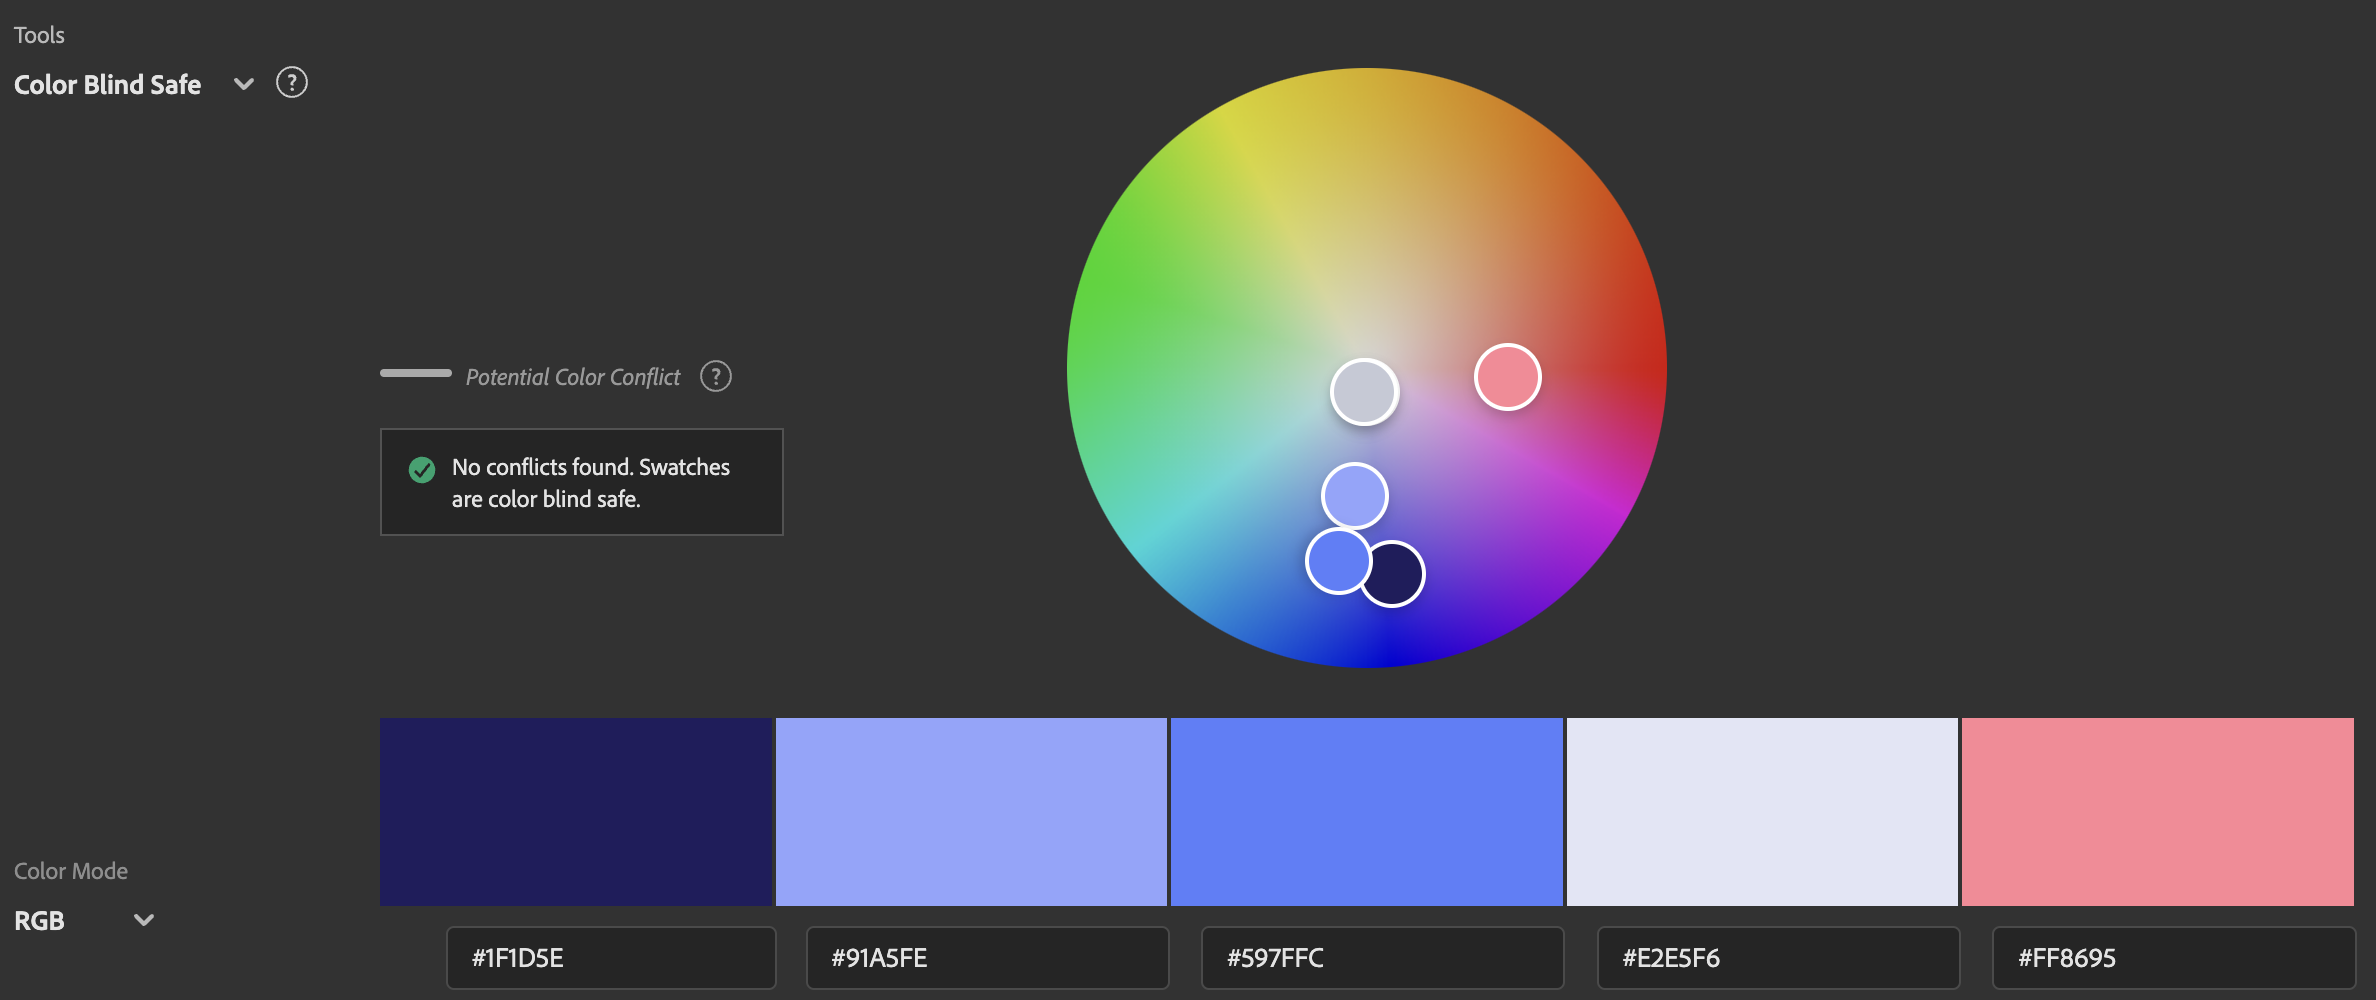 Tools
Color Blind Safe
?
Potential Color Conflict ?
No conflicts found. Swatches
are color blind safe.
Color Mode
RGB
#1F1D5E
#91A5FE
#597FFC
#E2E5F6
#FF8695